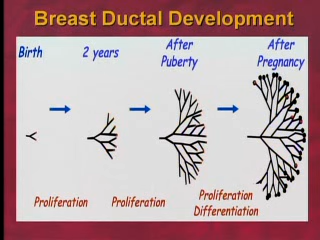 Breast Ductal Development
Birth
2 years
After
Puberty
After
Pregnancy
Proliferation
Proliferation
Proliferation
Differentiation